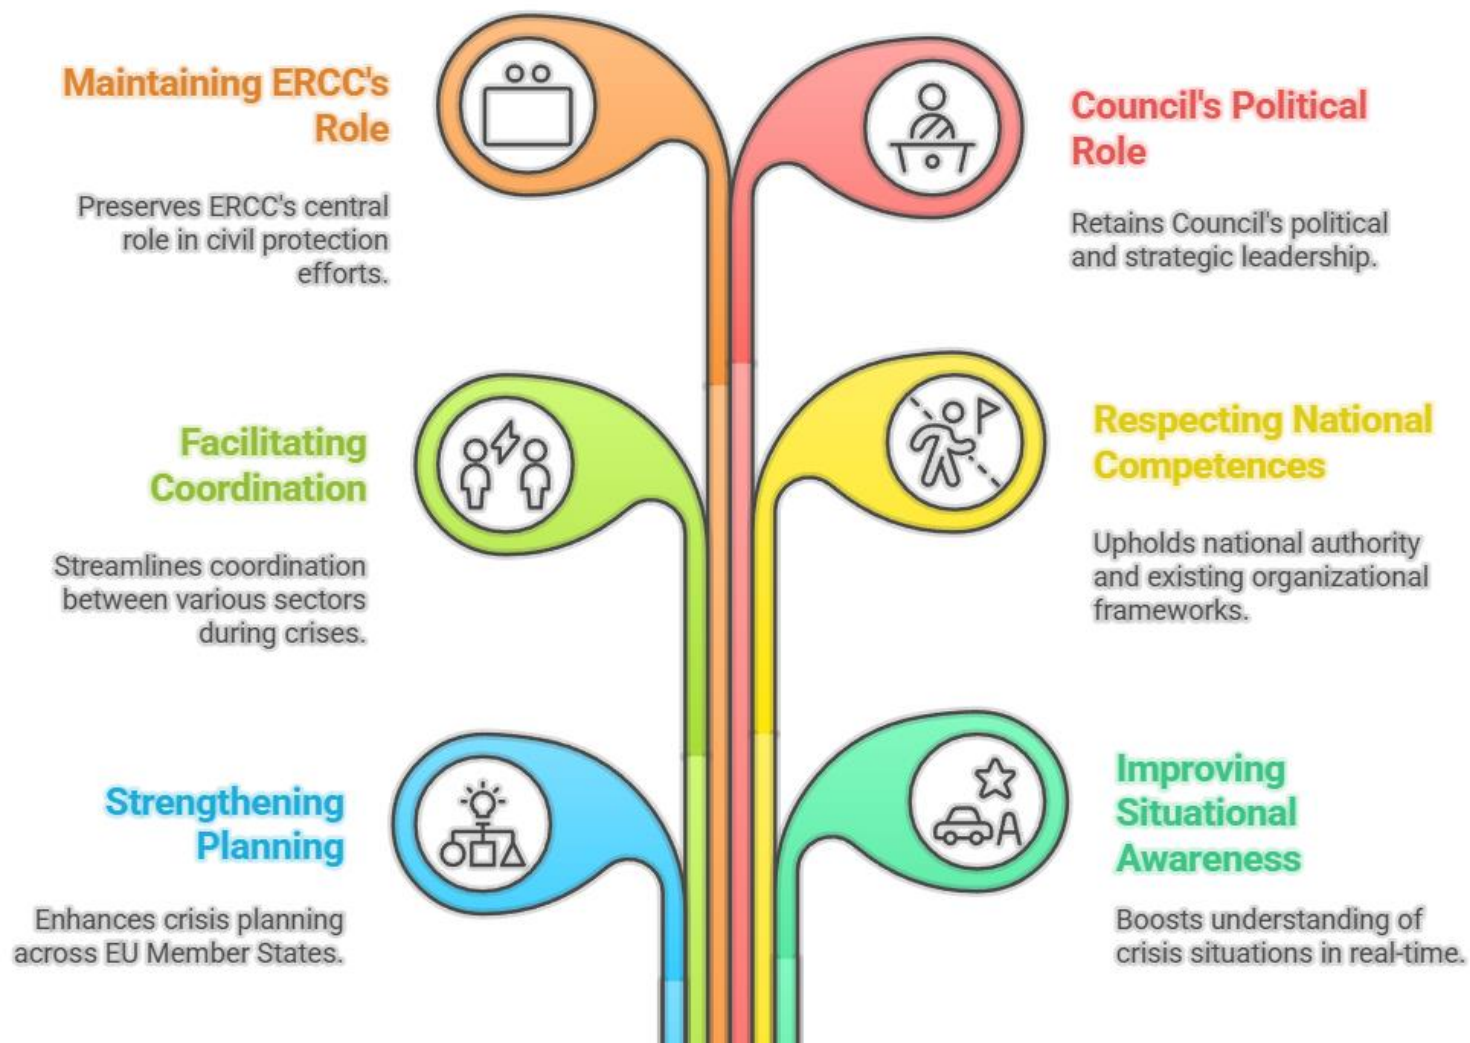 Maintaining ERCC's
Role
Preserves ERCC's central
role in civil protection
efforts.
Council's Political
Role
Retains Council's political
and strategic leadership.
Facilitating
Coordination
Streamlines coordination
between various sectors
during crises.
Respecting National
Competences
Upholds national authority
and existing organizational
frameworks.
Strengthening
Planning
Enhances crisis planning
across EU Member States.
Improving
Situational
Awareness
Boosts understanding of
crisis situations in real-time.